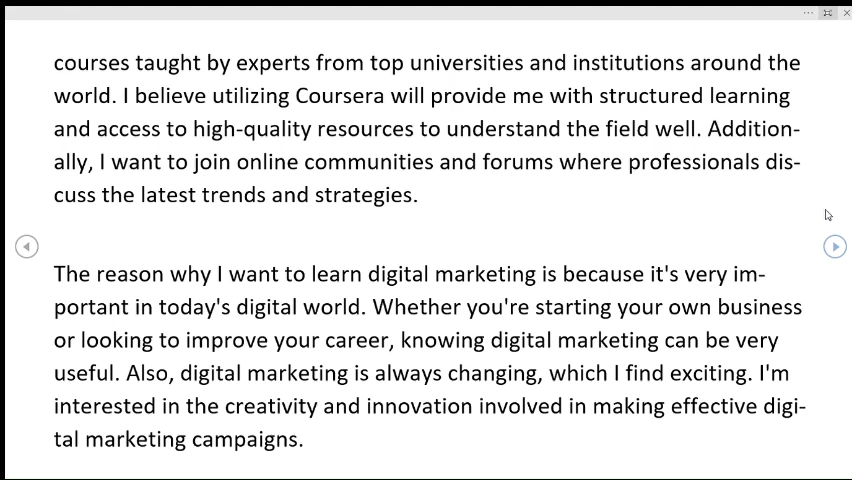 courses taught by experts from top universities and institutions around the
world. I believe utilizing Coursera will provide me with structured learning
and access to high-quality resources to understand the field well. Addition-
ally, I want to join online communities and forums where professionals dis-
cuss the latest trends and strategies.
The reason why I want to learn digital marketing is because it's very im-
portant in today's digital world. Whether you're starting your own business
or looking to improve your career, knowing digital marketing can be very
useful. Also, digital marketing is always changing, which I find exciting. I'm
interested in the creativity and innovation involved in making effective digi-
tal marketing campaigns.